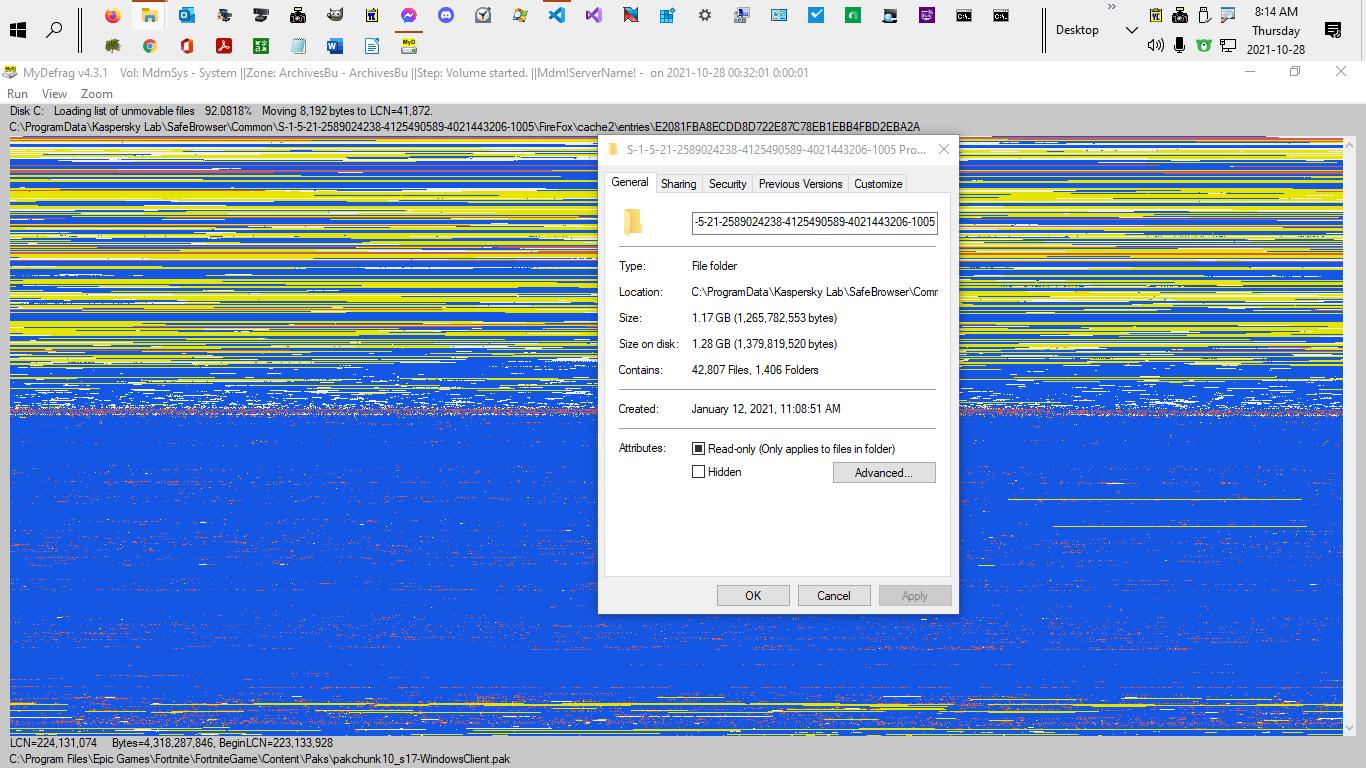 8:14 AM
Thursday
2021-10-28
Desktop
MyDefrag v4.3.1 Vol: MdmSys - System ||Zone: ArchivesBu - ArchivesBu ||Step: Volume started. ||Mdm!ServerName! - on 2021-10-28 00:32:01 0:00:01
Run View Zoom
Disk C: Loading list of unmovable files 92.0818% Moving 8,192 bytes to LCN=41,872.
C:\ProgramData\Kaspersky Lab\SafeBrowser\Common\S-1-5-21-2589024238-4125490589-4021443206-1005\FireFox\cache2\entries\E2081FBA8ECDD8D722E87C78EB1EBB4FBD2EBA2A
S-1-5-21-2589024238-4125490589-4021443206-1005 Pro...
General Sharing Security Previous Versions Customize
-5-21-2589024238-4125490589-4021443206-1005
Type: File folder
Location: C:\ProgramData\Kaspersky Lab\SafeBrowser\Comm
Size: 1.17 GB (1,265,782,553 bytes)
Size on disk: 1.28 GB (1,379,819,520 bytes)
Contains: 42,807 Files, 1,406 Folders
Created: January 12, 2021, 11:08:51 AM
Attributes: Read-only (Only applies to files in folder)
Hidden Advanced...
OK Cancel Apply
LCN=224,131,074 Bytes=4,318,287,846, BeginLCN=223,133,928
C:\Program Files\Epic Games\Fortnite\FortniteGame\Content\Paks\pakchunk10_s17-WindowsClient.pak